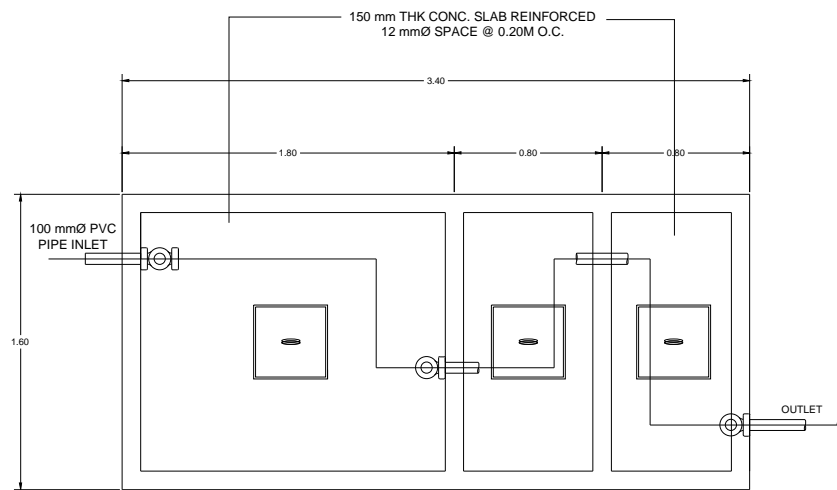 150 mm THK CONC. SLAB REINFORCED
12 mmØ SPACE @ 0.20M O.C.
3.40
1.80
0.80
0.80
100 mmØ PVC
PIPE INLET
1.60
OUTLET